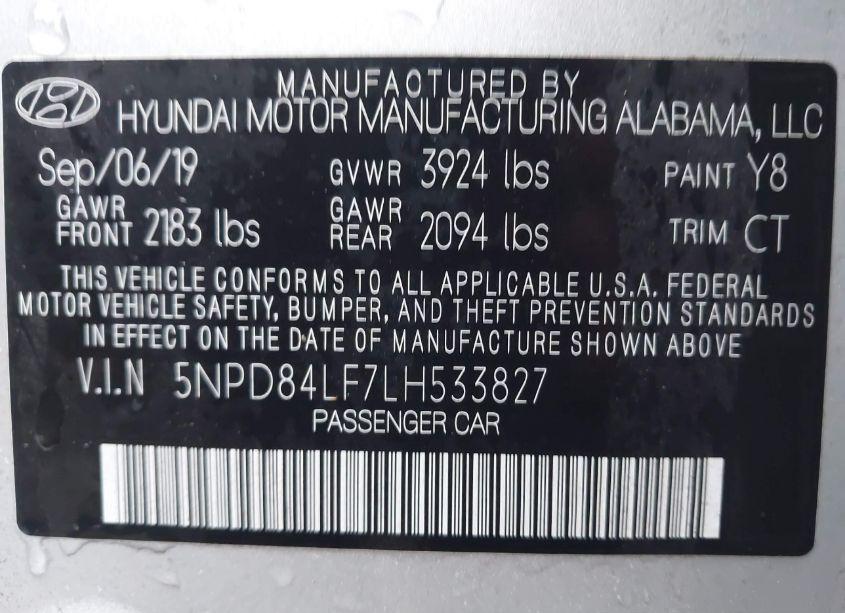 MANUFACTURED BY
HYUNDAI MOTOR MANUFACTURING ALABAMA, LLC
Sep/06/19 GVWR 3924 lbs PAINT Y8
GAWR FRONT 2183 lbs GAWR REAR 2094 lbs TRIM CT
THIS VEHICLE CONFORMS TO ALL APPLICABLE U.S.A. FEDERAL
MOTOR VEHICLE SAFETY, BUMPER, AND THEFT PREVENTION STANDARDS
IN EFFECT ON THE DATE OF MANUFACTURE SHOWN ABOVE
V.I.N 5NPD84LF7LH533827
PASSENGER CAR